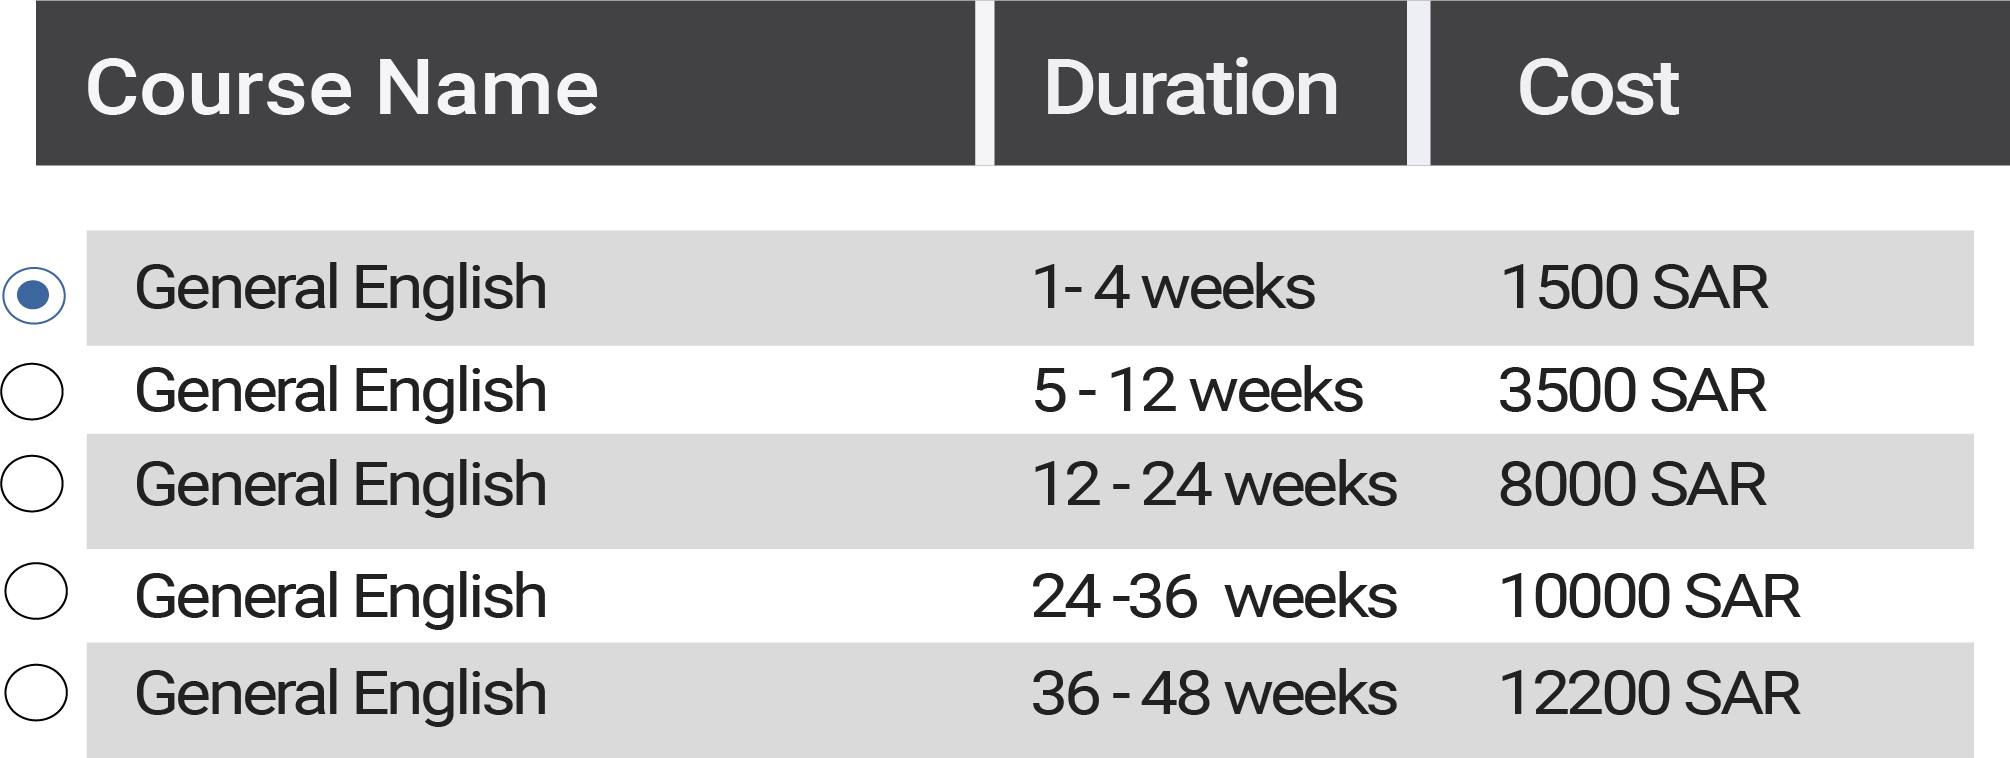 Course Name Duration Cost
General English 1- 4 weeks 1500 SAR
General English 5 - 12 weeks 3500 SAR
General English 12 - 24 weeks 8000 SAR
General English 24 -36 weeks 10000 SAR
General English 36 - 48 weeks 12200 SAR